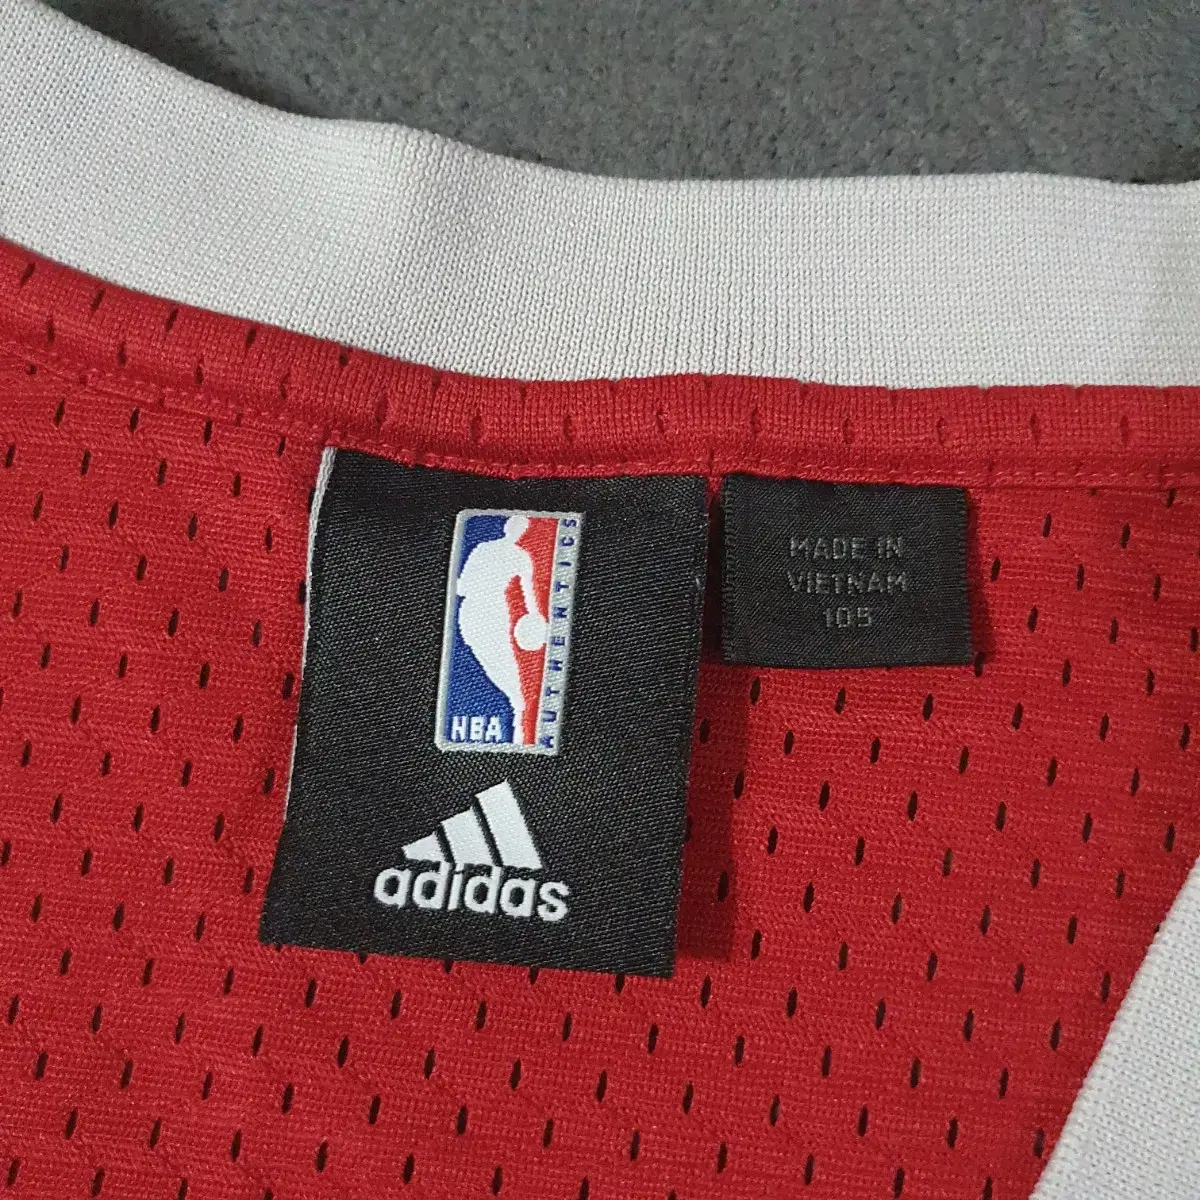 NBA
AUTHENTICS
adidas
MADE IN
VIETNAM
105